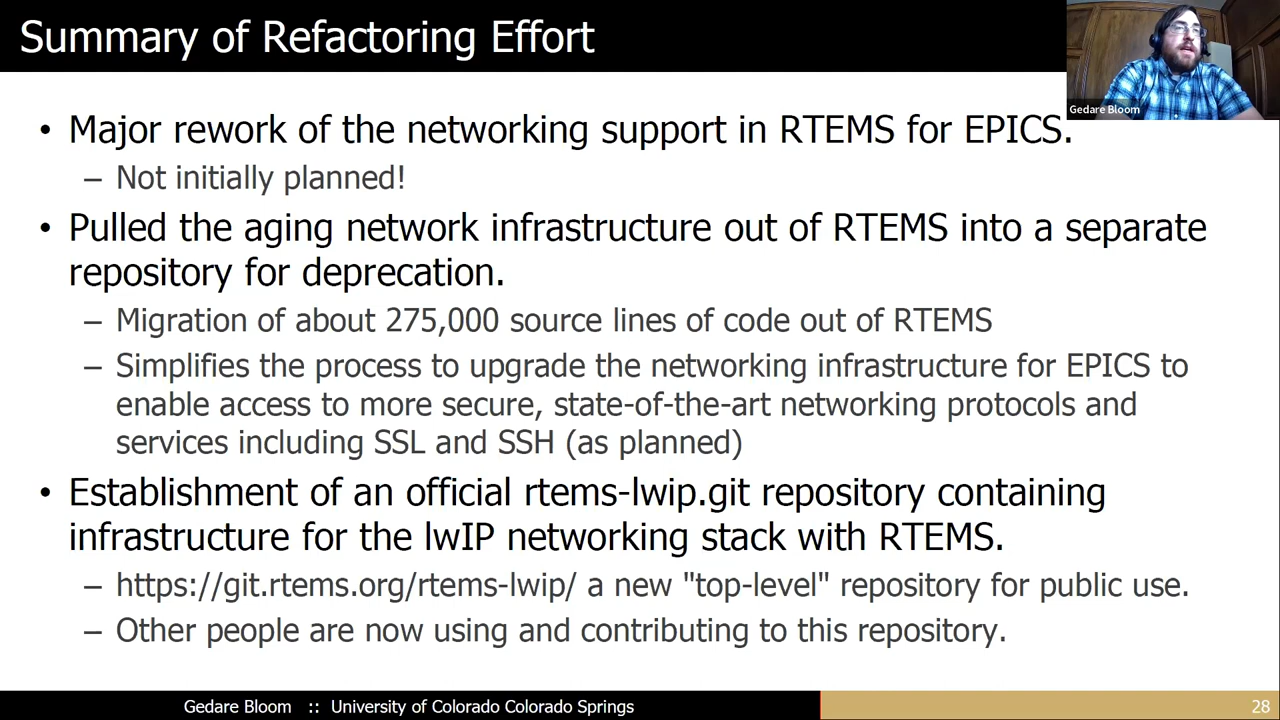 Summary of Refactoring Effort
Gedare Bloom
• Major rework of the networking support in RTEMS for EPICS.
– Not initially planned!
• Pulled the aging network infrastructure out of RTEMS into a separate
repository for deprecation.
– Migration of about 275,000 source lines of code out of RTEMS
– Simplifies the process to upgrade the networking infrastructure for EPICS to
enable access to more secure, state-of-the-art networking protocols and
services including SSL and SSH (as planned)
• Establishment of an official rtems-lwip.git repository containing
infrastructure for the lwIP networking stack with RTEMS.
– https://git.rtems.org/rtems-lwip/ a new "top-level" repository for public use.
– Other people are now using and contributing to this repository.
Gedare Bloom :: University of Colorado Colorado Springs
28